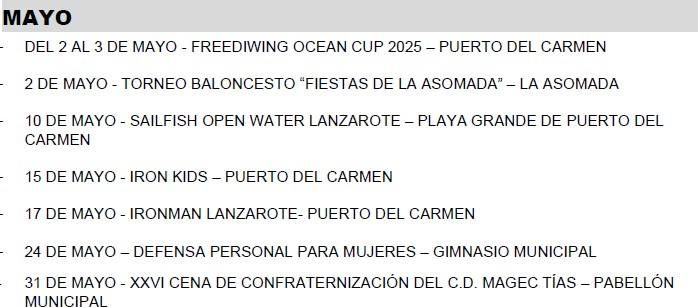 MAYO
- DEL 2 AL 3 DE MAYO - FREEDIWING OCEAN CUP 2025 – PUERTO DEL CARMEN
- 2 DE MAYO - TORNEO BALONCESTO “FIESTAS DE LA ASOMADA” – LA ASOMADA
- 10 DE MAYO - SAILFISH OPEN WATER LANZAROTE – PLAYA GRANDE DE PUERTO DEL
CARMEN
- 15 DE MAYO - IRON KIDS – PUERTO DEL CARMEN
- 17 DE MAYO - IRONMAN LANZAROTE- PUERTO DEL CARMEN
- 24 DE MAYO – DEFENSA PERSONAL PARA MUJERES – GIMNASIO MUNICIPAL
- 31 DE MAYO - XXVI CENA DE CONFRATERNIZACIÓN DEL C.D. MAGEC TÍAS – PABELLÓN
MUNICIPAL